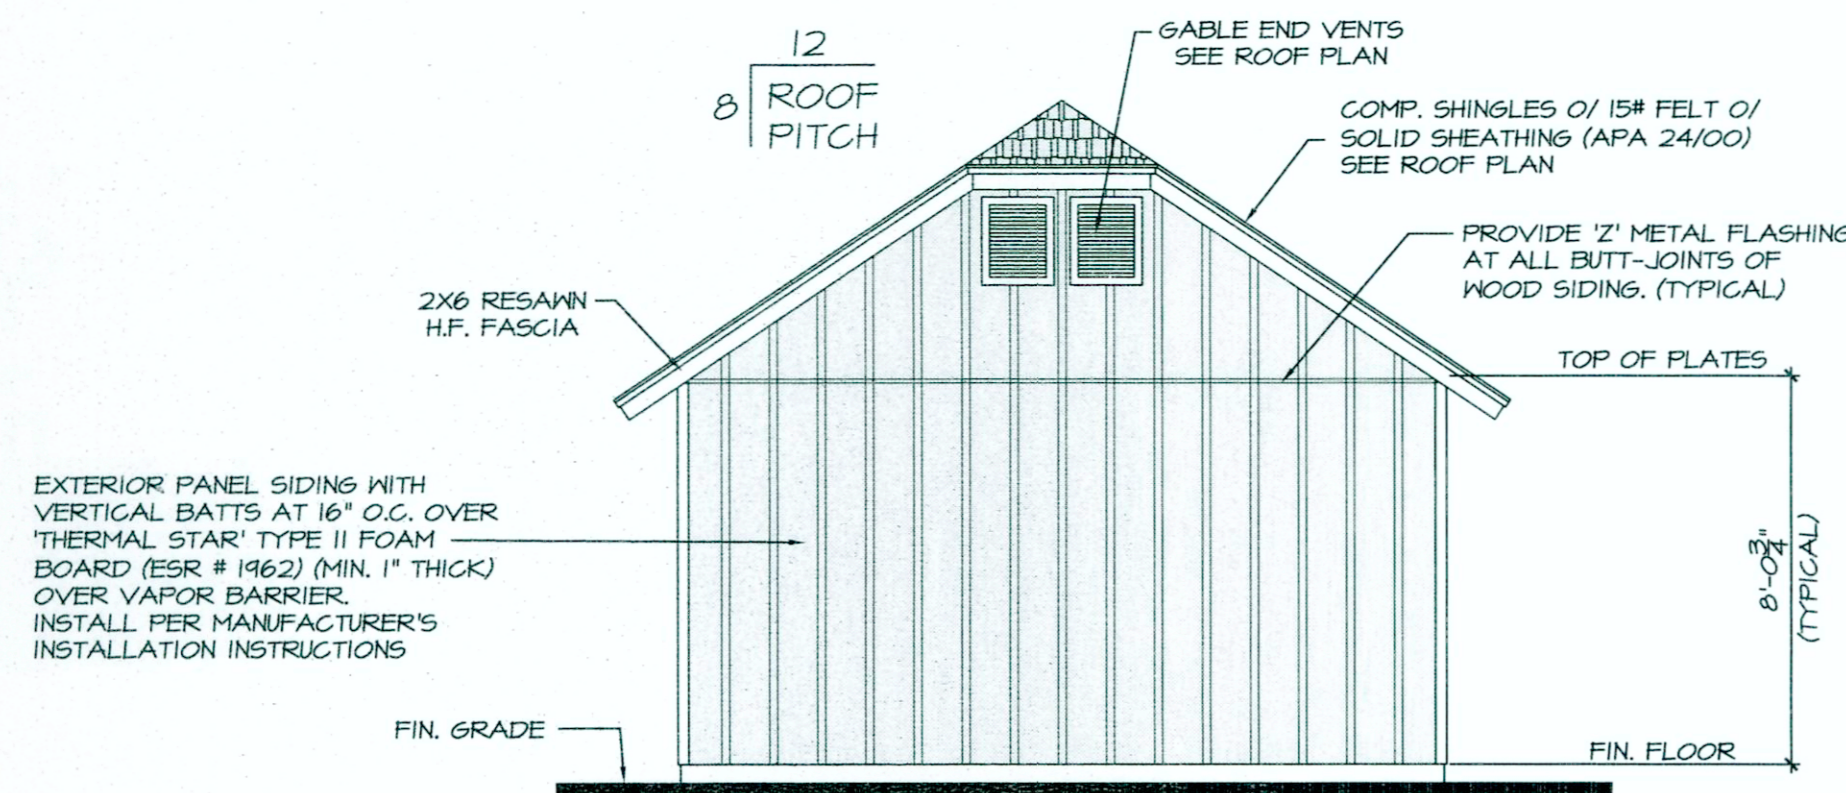 12
8
ROOF
PITCH
GABLE END VENTS
SEE ROOF PLAN
COMP. SHINGLES O/ 15# FELT O/
SOLID SHEATHING (APA 24/00)
SEE ROOF PLAN
PROVIDE 'Z' METAL FLASHING
AT ALL BUTT-JOINTS OF
WOOD SIDING. (TYPICAL)
2X6 RESAWN
H.F. FASCIA
TOP OF PLATES
EXTERIOR PANEL SIDING WITH
VERTICAL BATTS AT 16" O.C. OVER
'THERMAL STAR' TYPE II FOAM
BOARD (ESR # 1962) (MIN. 1" THICK)
OVER VAPOR BARRIER.
INSTALL PER MANUFACTURER'S
INSTALLATION INSTRUCTIONS
8'-0 3/4"
(TYPICAL)
FIN. GRADE
FIN. FLOOR